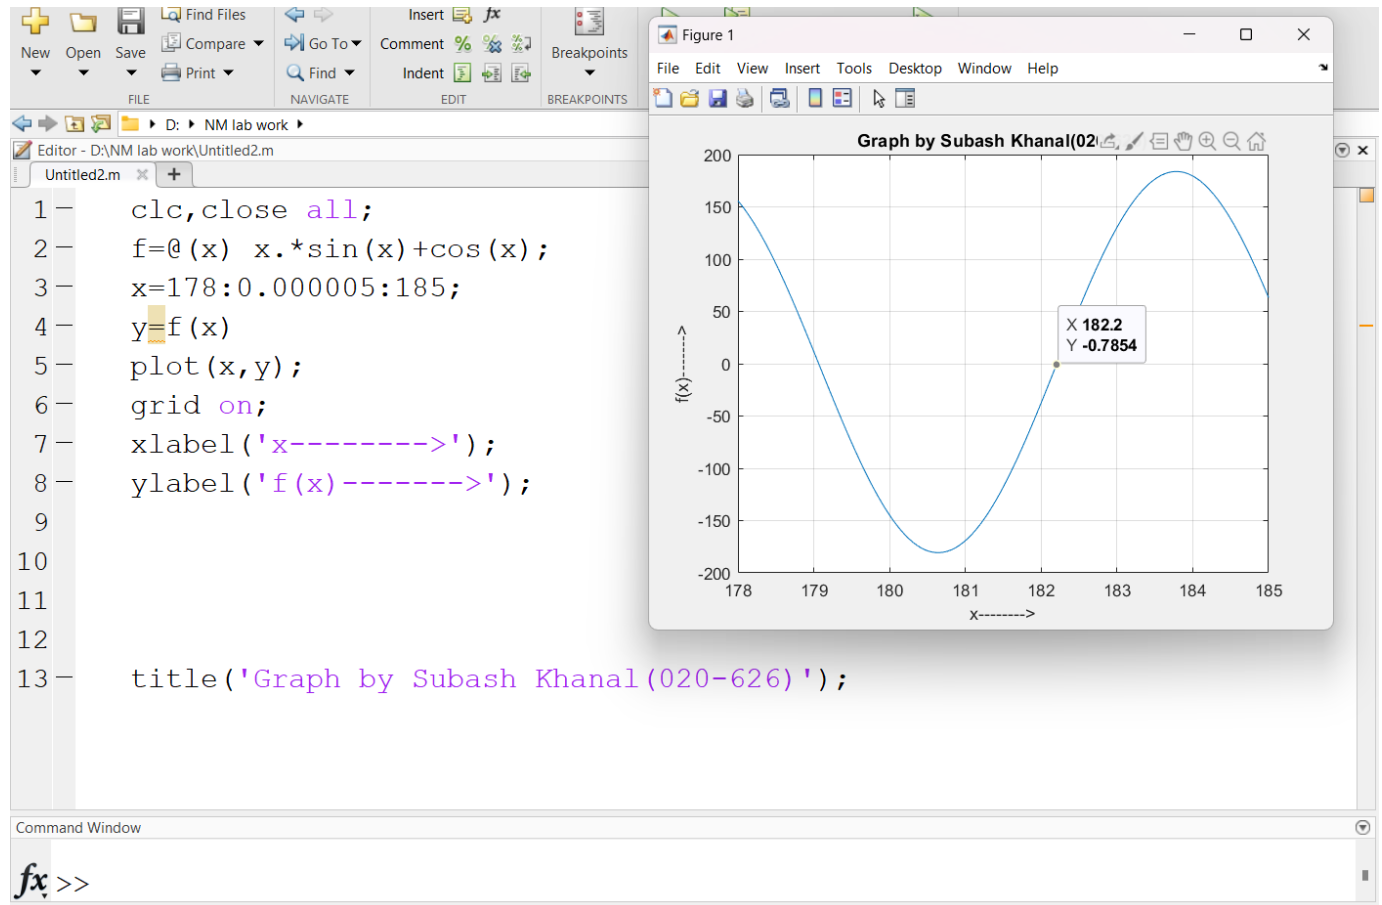 New Open Save
Find Files
Compare
Print
FILE
Go To
Find
NAVIGATE
Insert fx
Comment
Indent
EDIT
Breakpoints
BREAKPOINTS
D: NM lab work
Editor - D:\NM lab work\Untitled2.m
Untitled2.m
1 clc,close all;
2 f=@(x) x.*sin(x)+cos(x);
3 x=178:0.000005:185;
4 y=f(x)
5 plot(x,y);
6 grid on;
7 xlabel('x-------->');
8 ylabel('f(x)------->');
9
10
11
12
13 title('Graph by Subash Khanal(020-626)');
Command Window
fx >>
Figure 1
File Edit View Insert Tools Desktop Window Help
Graph by Subash Khanal(02
200
150
100
50
0
-50
-100
-150
-200
f(x)------->
X 182.2
Y -0.7854
178 179 180 181 182 183 184 185
x-------->